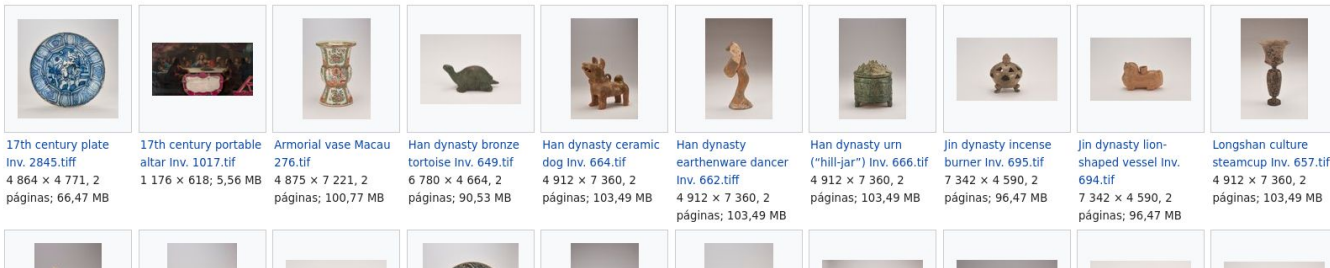 17th century plate
Inv. 2845.tiff
4 864 × 4 771, 2
páginas; 66,47 MB
17th century portable
altar Inv. 1017.tif
1 176 × 618; 5,56 MB
Armorial vase Macau
276.tif
4 875 × 7 221, 2
páginas; 100,77 MB
Han dynasty bronze
tortoise Inv. 649.tif
6 780 × 4 664, 2
páginas; 90,53 MB
Han dynasty ceramic
dog Inv. 664.tif
4 912 × 7 360, 2
páginas; 103,49 MB
Han dynasty
earthenware dancer
Inv. 662.tiff
4 912 × 7 360, 2
páginas; 103,49 MB
Han dynasty urn
(“hill-jar”) Inv. 666.tif
4 912 × 7 360, 2
páginas; 103,49 MB
Jin dynasty incense
burner Inv. 695.tif
7 342 × 4 590, 2
páginas; 96,47 MB
Jin dynasty lion-
shaped vessel Inv.
694.tif
7 342 × 4 590, 2
páginas; 96,47 MB
Longshan culture
steamcup Inv. 657.tif
4 912 × 7 360, 2
páginas; 103,49 MB